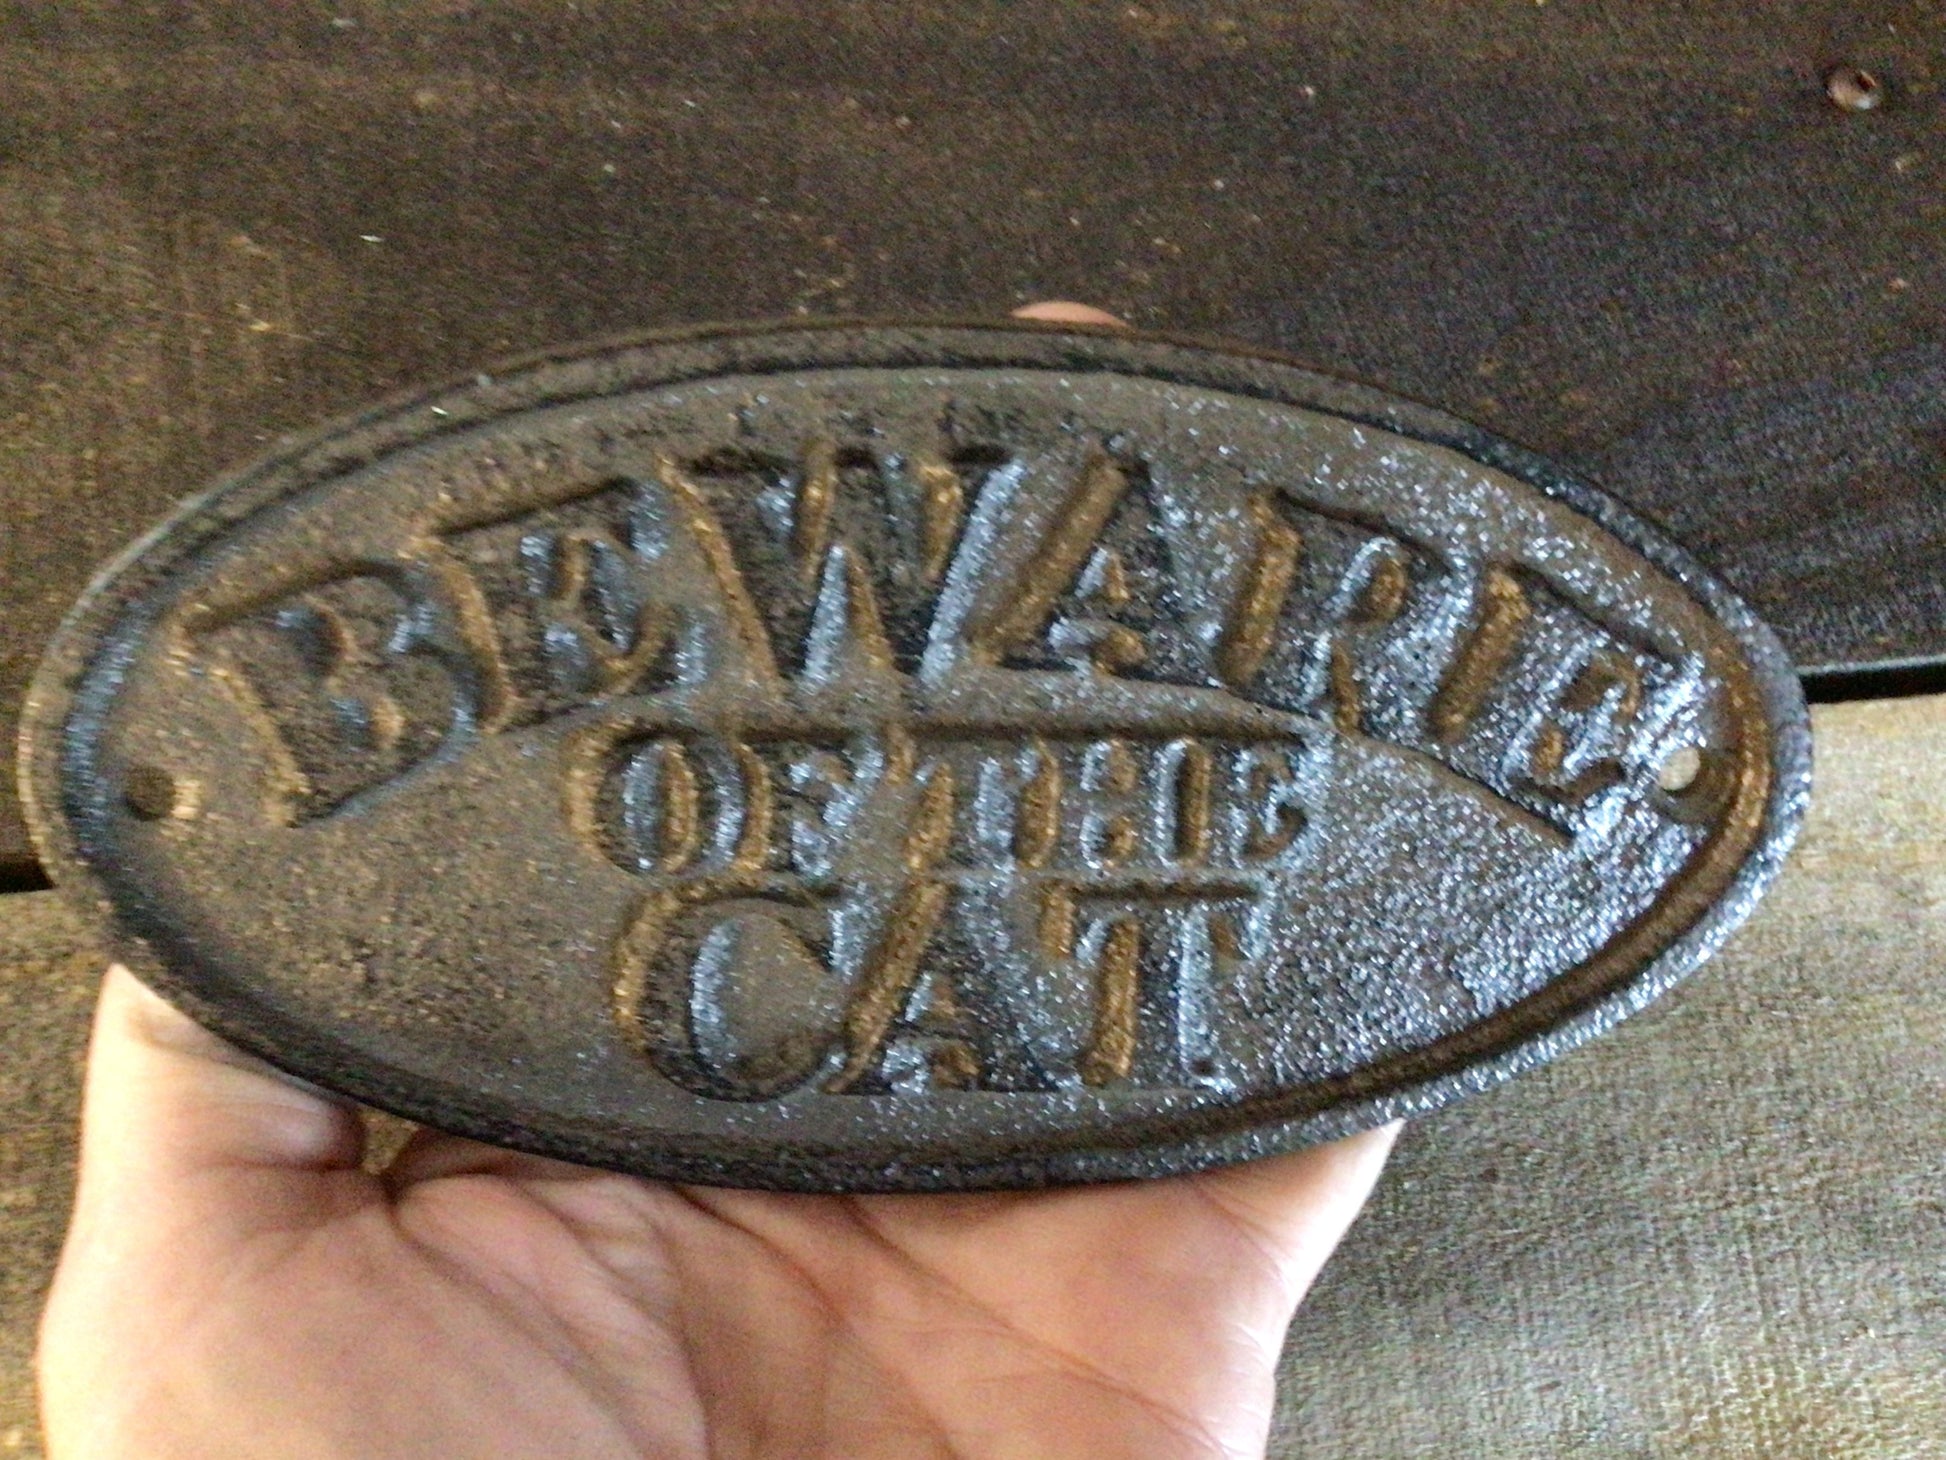 BEWARE
OF THE
CAT